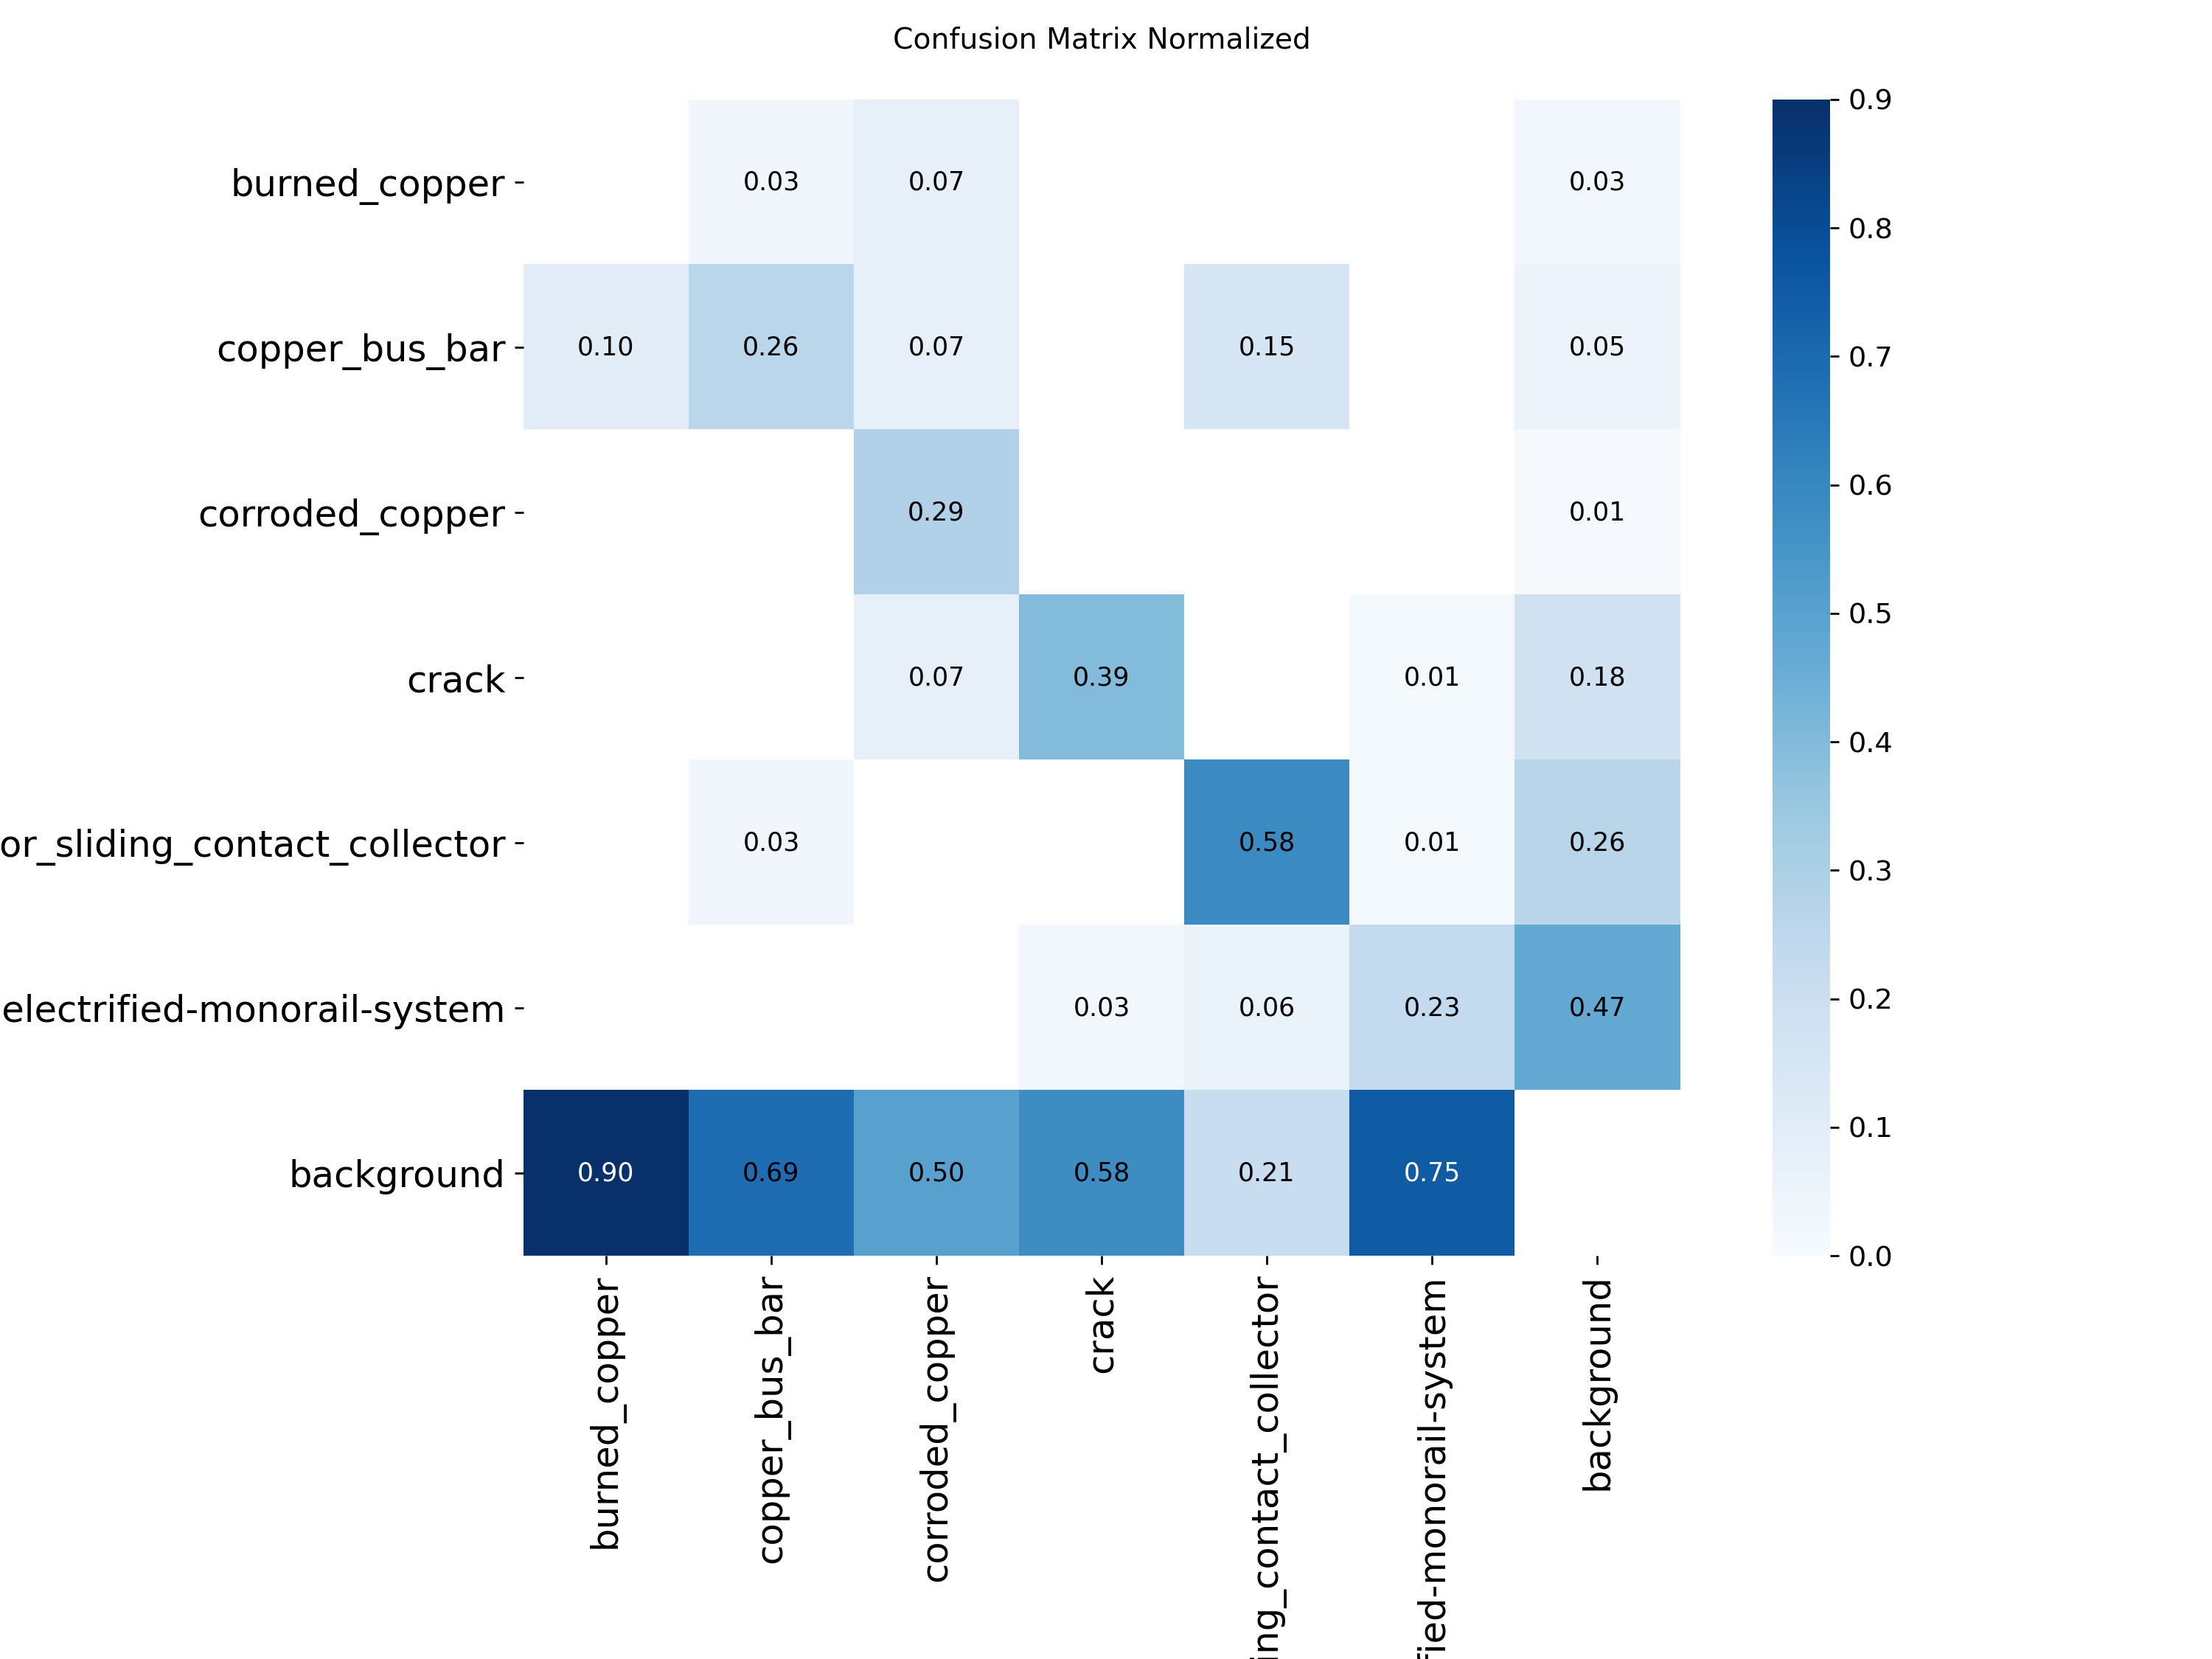 Confusion Matrix Normalized
burned_copper 0.03 0.07 0.03
copper_bus_bar 0.10 0.26 0.07 0.15 0.05
corroded_copper 0.29 0.01
crack 0.07 0.39 0.01 0.18
or_sliding_contact_collector 0.03 0.58 0.01 0.26
electrified-monorail-system 0.03 0.06 0.23 0.47
background 0.90 0.69 0.50 0.58 0.21 0.75
burned_copper
copper_bus_bar
corroded_copper
crack
ing_contact_collector
fied-monorail-system
background
0.9
0.8
0.7
0.6
0.5
0.4
0.3
0.2
0.1
0.0